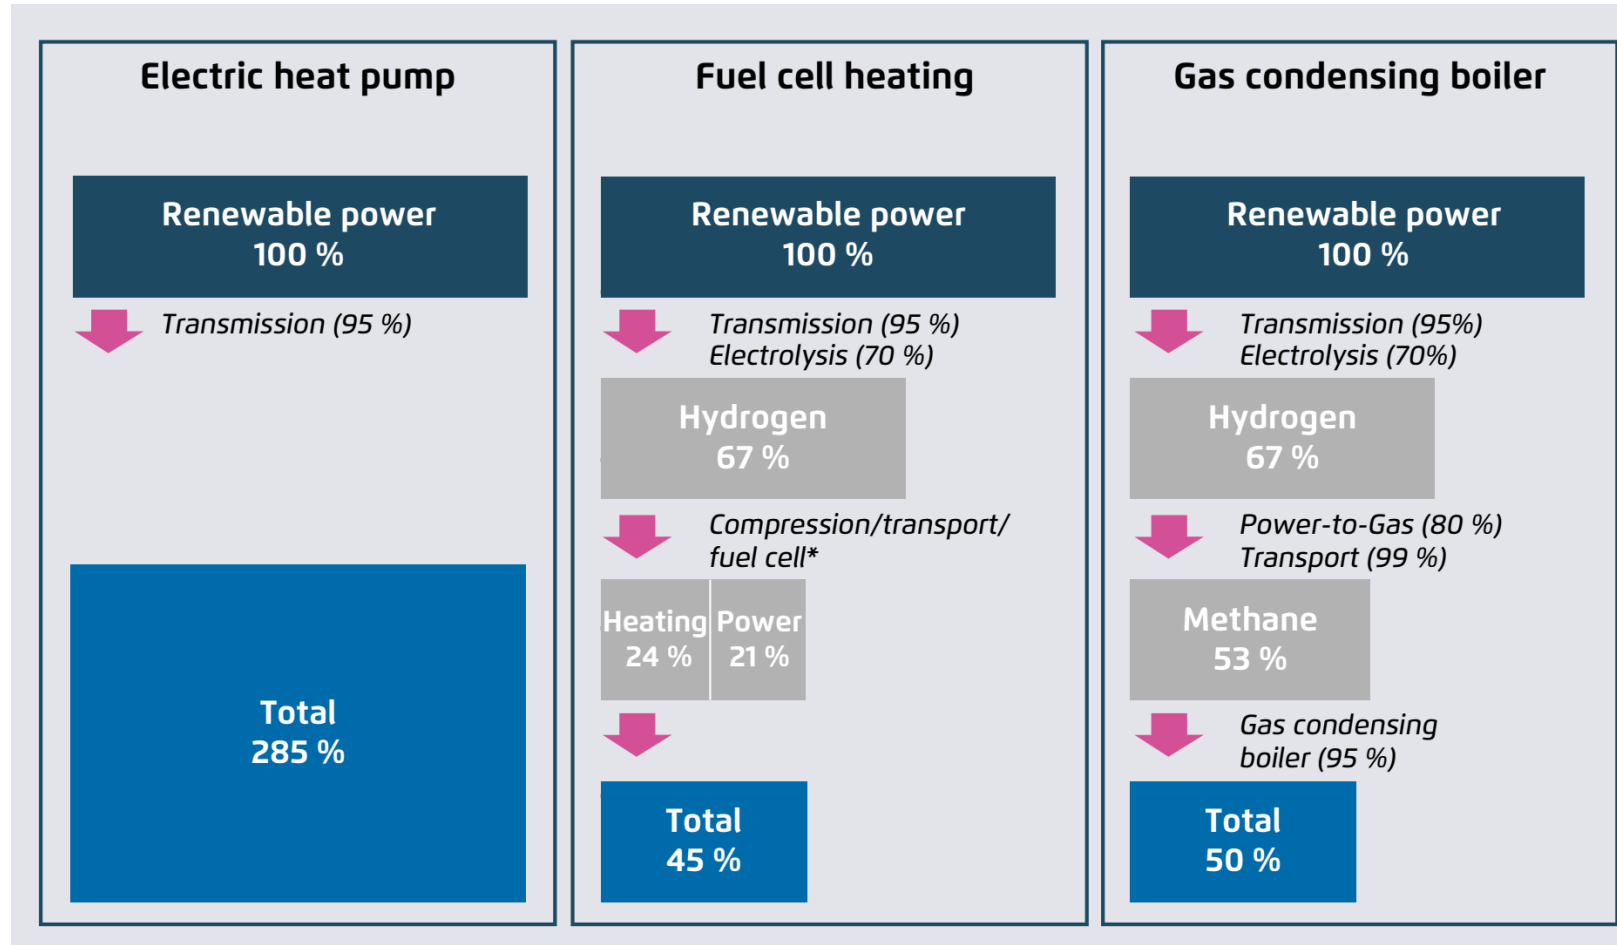 Electric heat pump
Renewable power
100 %
Transmission (95 %)
Total
285 %
Fuel cell heating
Renewable power
100 %
Transmission (95 %)
Electrolysis (70 %)
Hydrogen
67 %
Compression/transport/
fuel cell*
Heating
24 %
Power
21 %
Total
45 %
Gas condensing boiler
Renewable power
100 %
Transmission (95%)
Electrolysis (70%)
Hydrogen
67 %
Power-to-Gas (80 %)
Transport (99 %)
Methane
53 %
Gas condensing
boiler (95 %)
Total
50 %